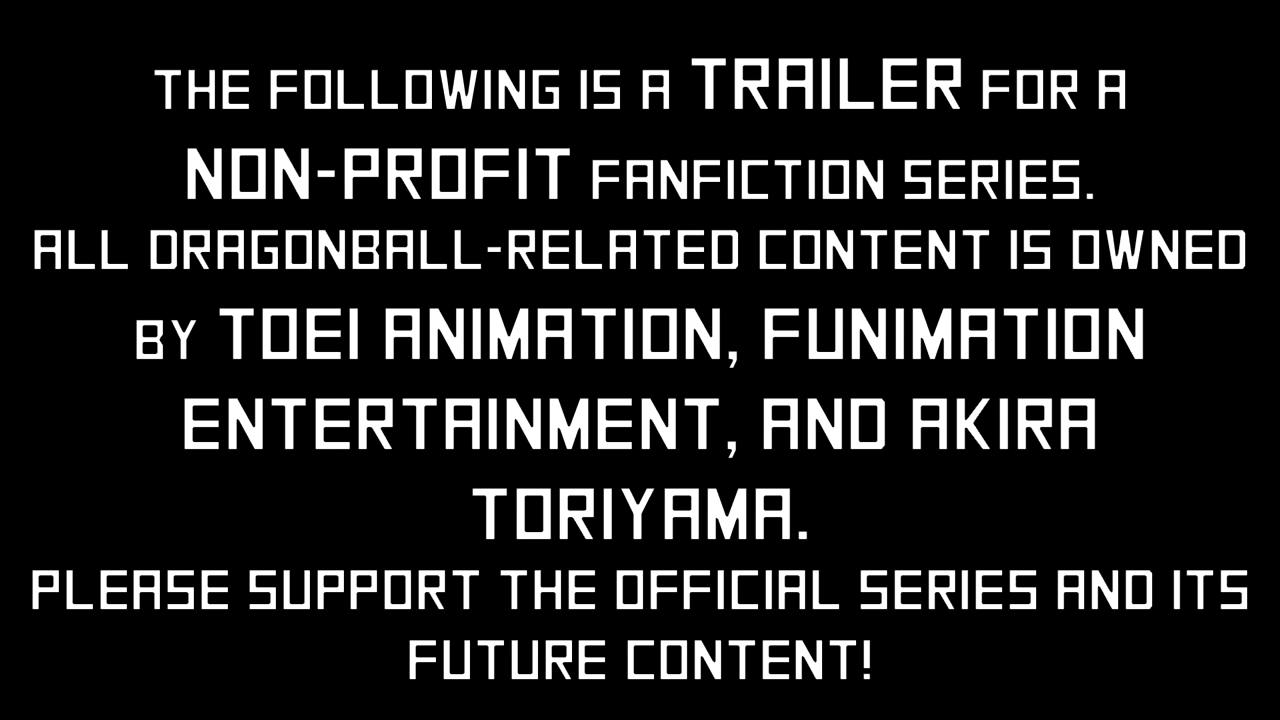 THE FOLLOWING IS A TRAILER FOR A
NON-PROFIT FANFICTION SERIES.
ALL DRAGONBALL-RELATED CONTENT IS OWNED
BY TOEI ANIMATION, FUNIMATION
ENTERTAINMENT, AND AKIRA
TORIYAMA.
PLEASE SUPPORT THE OFFICIAL SERIES AND ITS
FUTURE CONTENT!